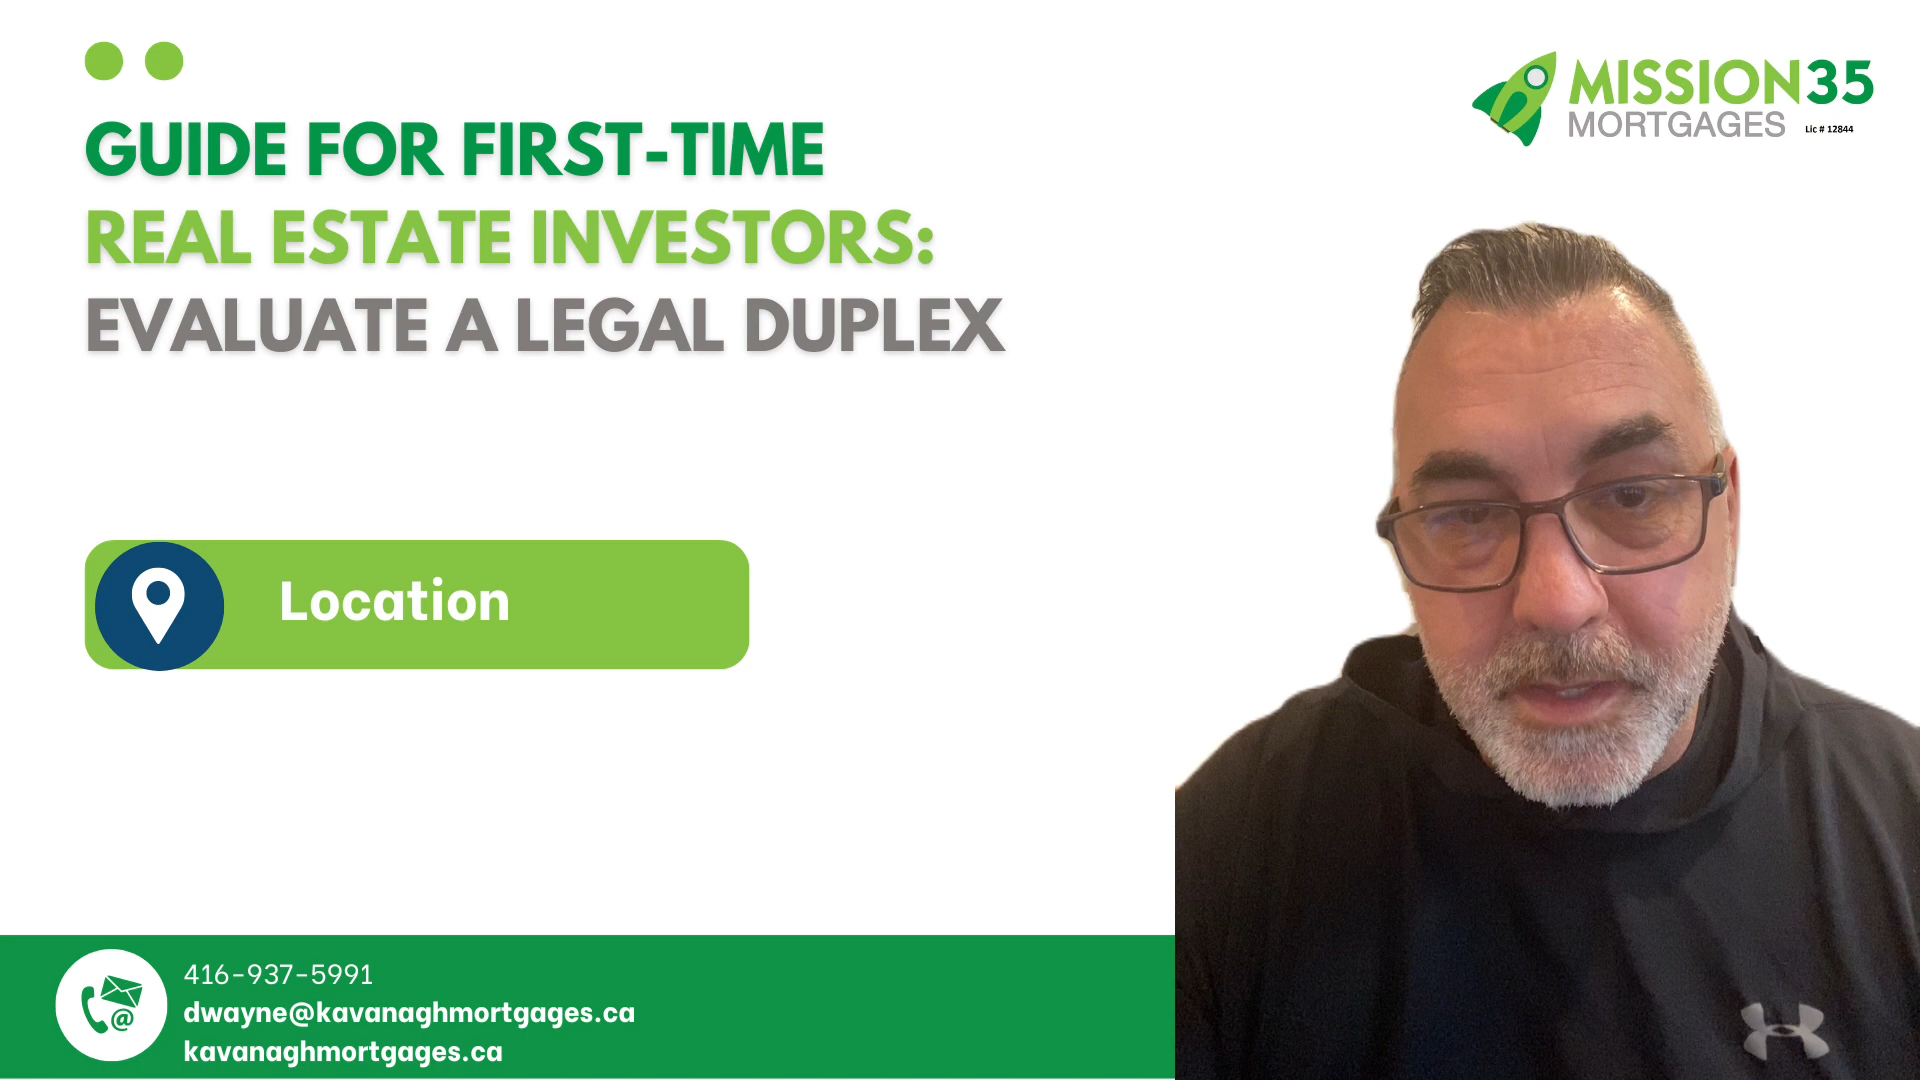 GUIDE FOR FIRST-TIME
REAL ESTATE INVESTORS:
EVALUATE A LEGAL DUPLEX
MISSION35
MORTGAGES
Lic # 12844
Location
416-937-5991
dwayne@kavanaghmortgages.ca
kavanaghmortgages.ca